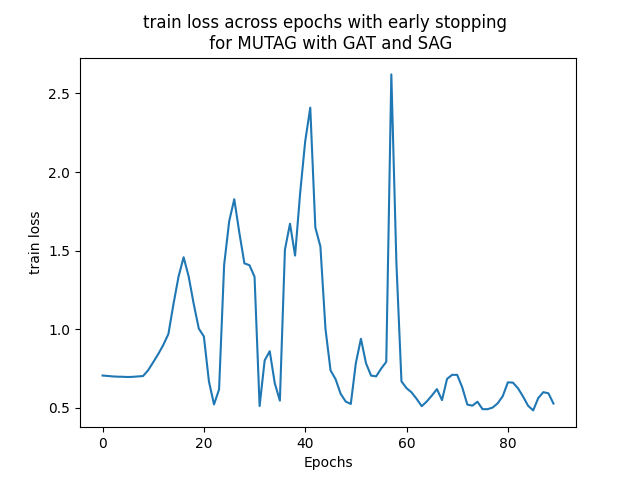 train loss across epochs with early stopping
for MUTAG with GAT and SAG
2.5
2.0
1.5
1.0
0.5
train loss
0 20 40 60 80
Epochs